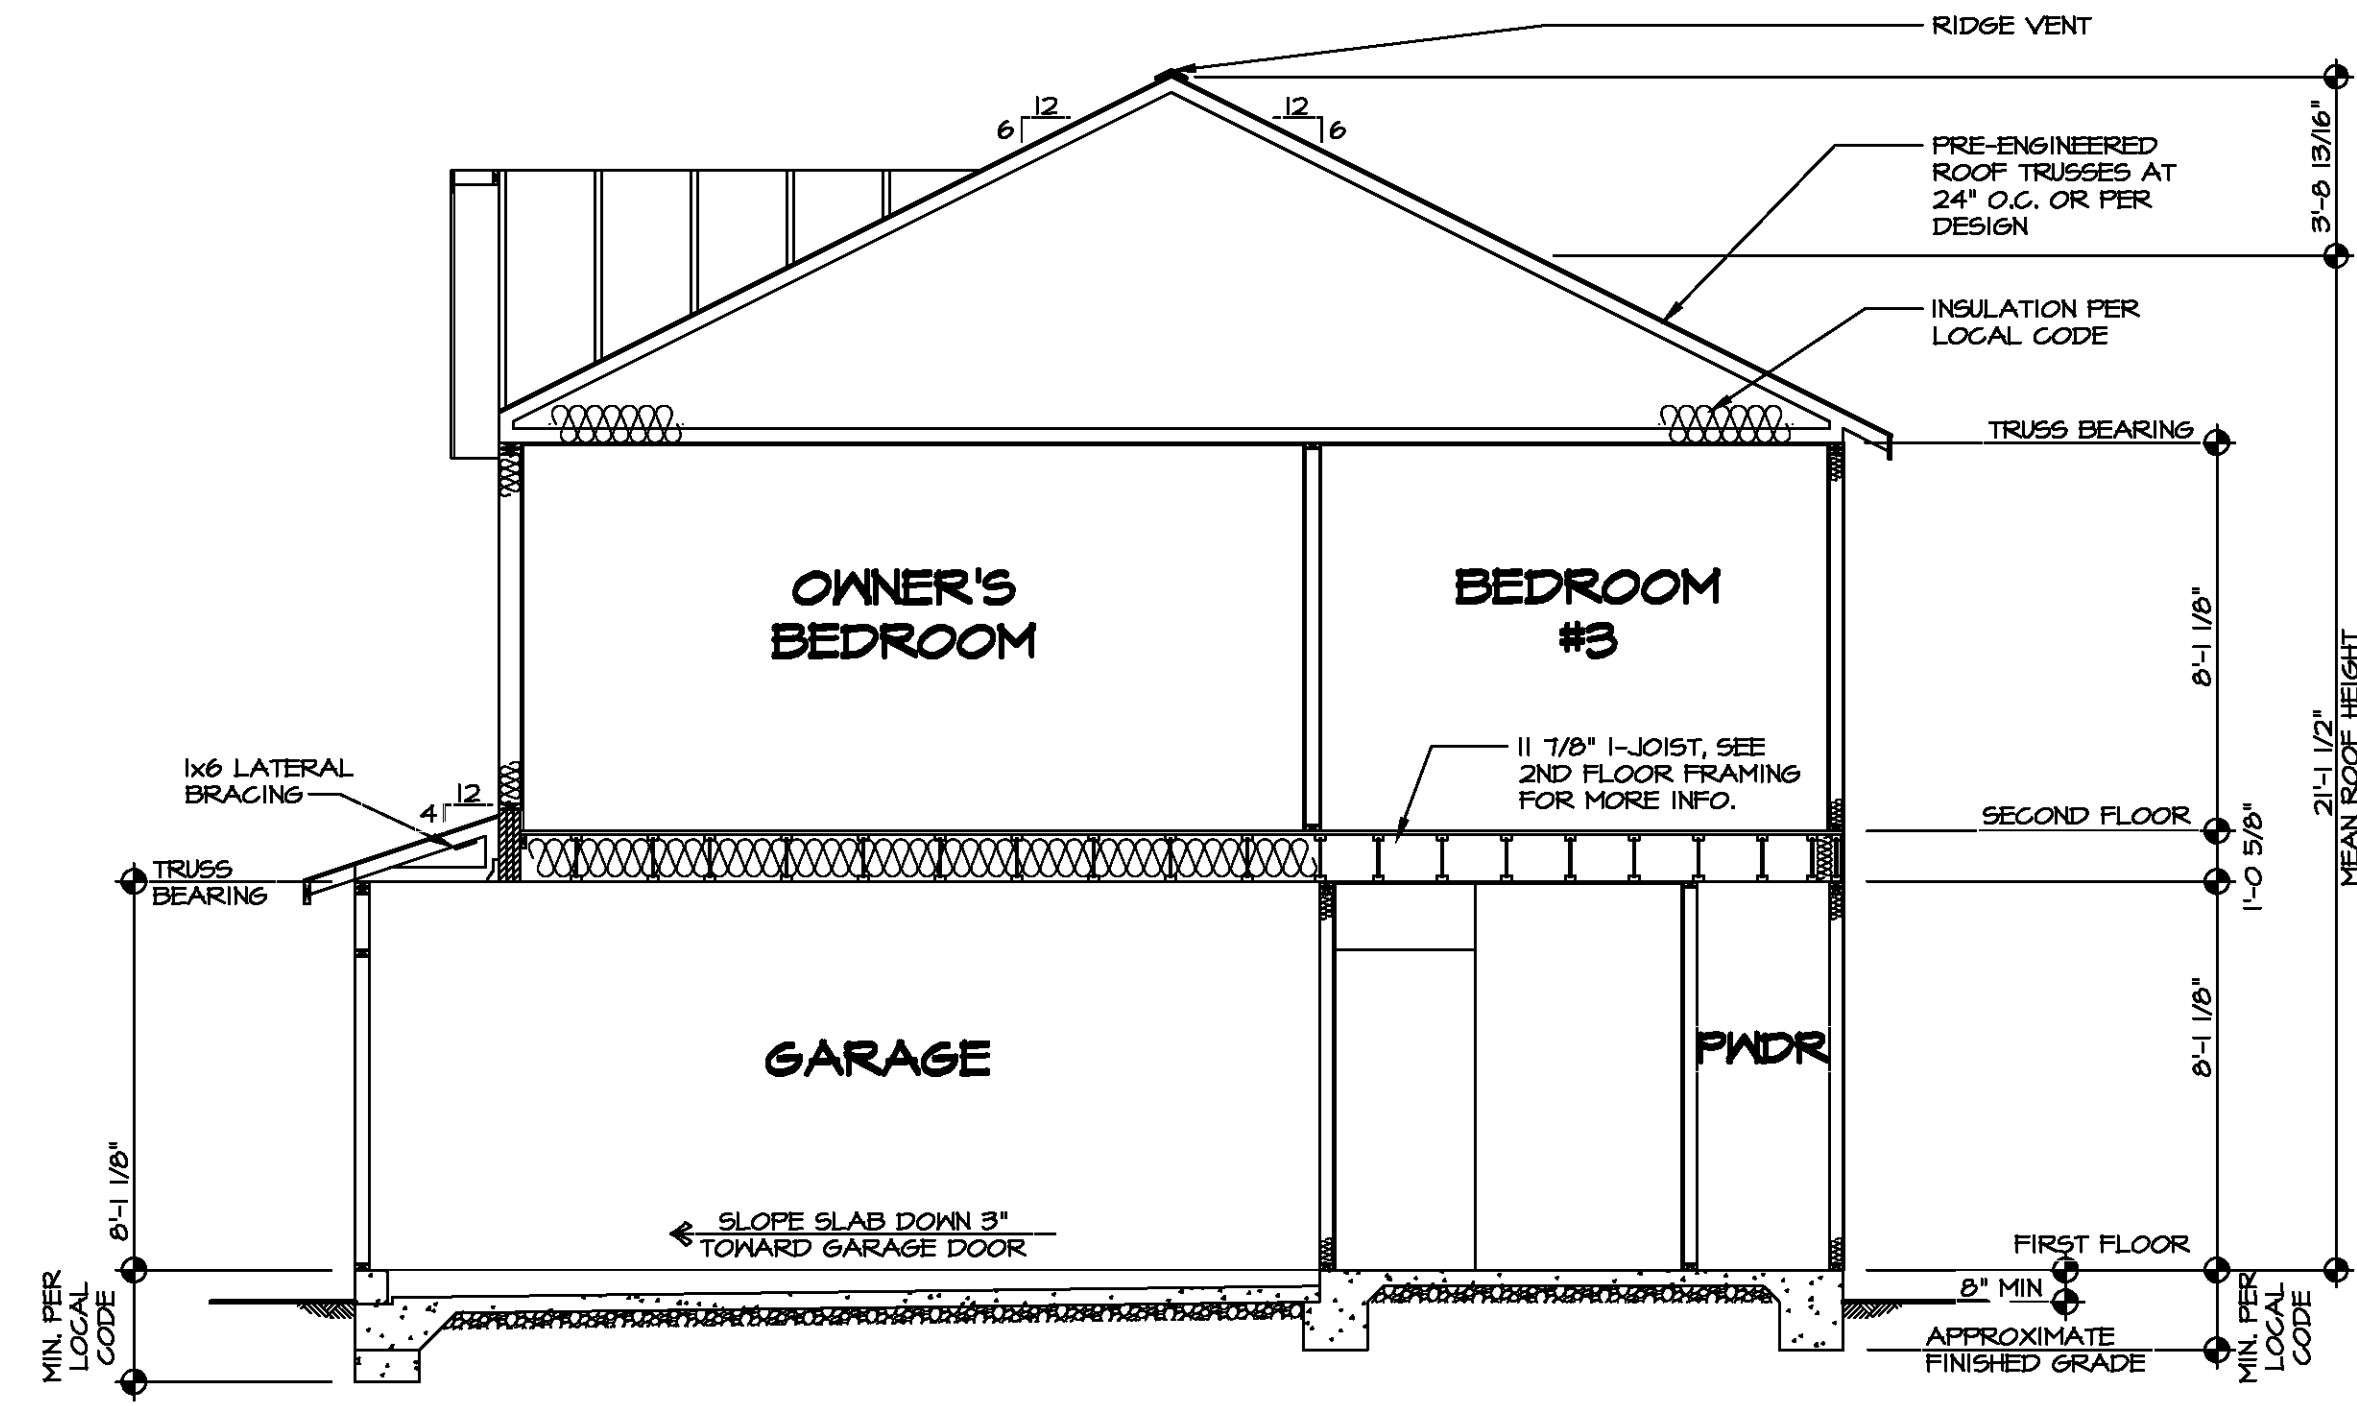 RIDGE VENT
12
6
12
6
3'-8 13/16"
PRE-ENGINEERED
ROOF TRUSSES AT
24" O.C. OR PER
DESIGN
INSULATION PER
LOCAL CODE
TRUSS BEARING
OWNER'S
BEDROOM
BEDROOM
#3
8'-1 1/8"
21'-1 1/2"
MEAN ROOF HEIGHT
11 7/8" I-JOIST, SEE
2ND FLOOR FRAMING
FOR MORE INFO.
1x6 LATERAL
BRACING
12
4
SECOND FLOOR
1'-0 5/8"
TRUSS
BEARING
GARAGE
PWDR
8'-1 1/8"
8'-1 1/8"
SLOPE SLAB DOWN 3"
TOWARD GARAGE DOOR
FIRST FLOOR
8" MIN
MIN. PER
LOCAL
CODE
APPROXIMATE
FINISHED GRADE
MIN. PER
LOCAL
CODE